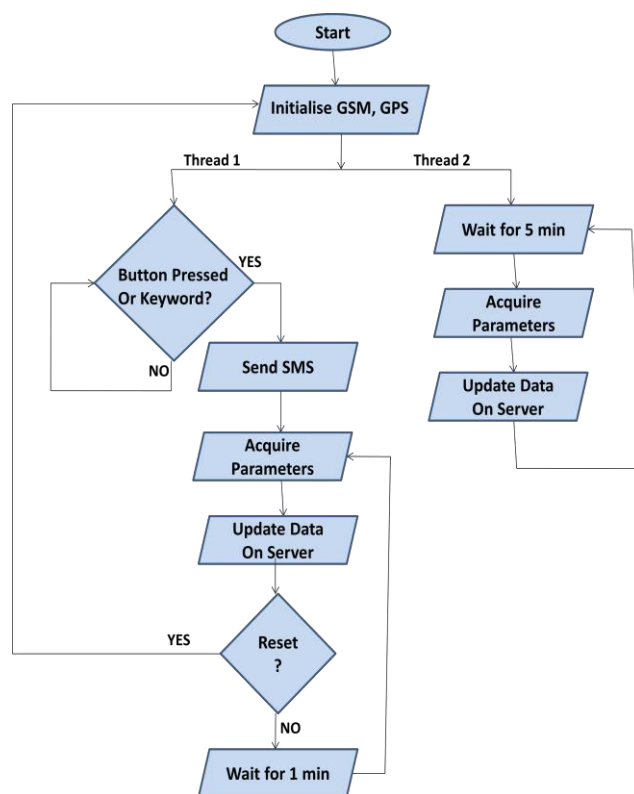 Start
Initialise GSM, GPS
Thread 1
Thread 2
Button Pressed
Or Keyword?
YES
NO
Send SMS
Acquire
Parameters
Update Data
On Server
Reset
?
YES
NO
Wait for 1 min
Wait for 5 min
Acquire
Parameters
Update Data
On Server